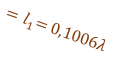 = l₁ = 0,1006λ